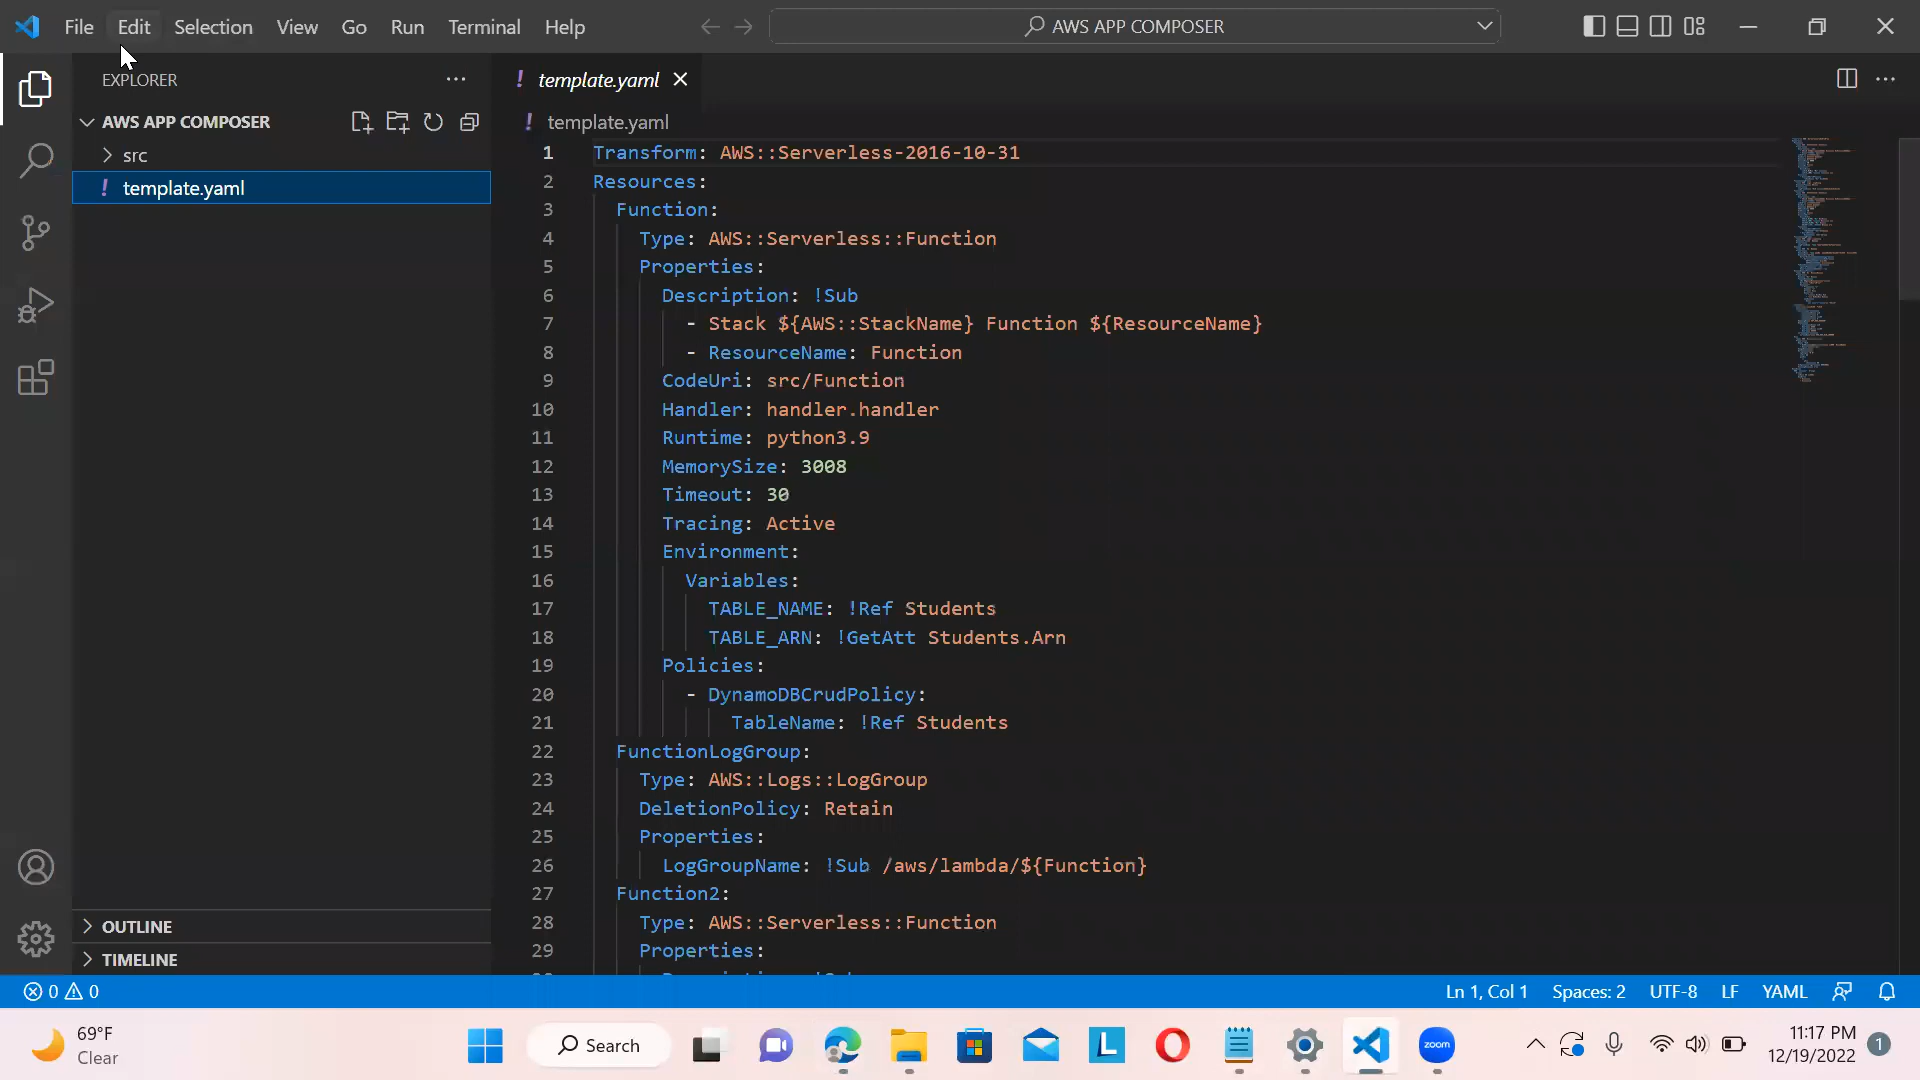 File Edit Selection View Go Run Terminal Help
AWS APP COMPOSER
EXPLORER
template.yaml
AWS APP COMPOSER
template.yaml
src
template.yaml
1 Transform: AWS::Serverless-2016-10-31
2 Resources:
3 Function:
4 Type: AWS::Serverless::Function
5 Properties:
6 Description: !Sub
7 - Stack ${AWS::StackName} Function ${ResourceName}
8 - ResourceName: Function
9 CodeUri: src/Function
10 Handler: handler.handler
11 Runtime: python3.9
12 MemorySize: 3008
13 Timeout: 30
14 Tracing: Active
15 Environment:
16 Variables:
17 TABLE_NAME: !Ref Students
18 TABLE_ARN: !GetAtt Students.Arn
19 Policies:
20 - DynamoDBCrudPolicy:
21 TableName: !Ref Students
22 FunctionLogGroup:
23 Type: AWS::Logs::LogGroup
24 DeletionPolicy: Retain
25 Properties:
26 LogGroupName: !Sub /aws/lambda/${Function}
27 Function2:
28 Type: AWS::Serverless::Function
29 Properties:
OUTLINE
TIMELINE
0 0
Ln 1, Col 1 Spaces: 2 UTF-8 LF YAML
69°F
Clear
Search
L
zoom
11:17 PM
12/19/2022
1